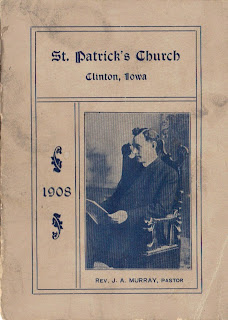 St. Patrick's Church
Clinton, Iowa
1908
Rev. J. A. Murray, Pastor